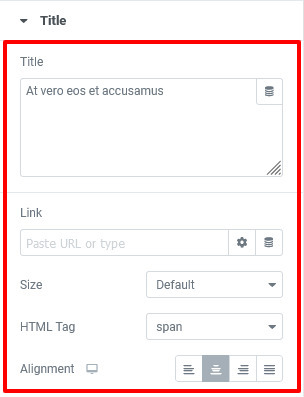 Title
Title
At vero eos et accusamus
Link
Paste URL or type
Size Default
HTML Tag span
Alignment